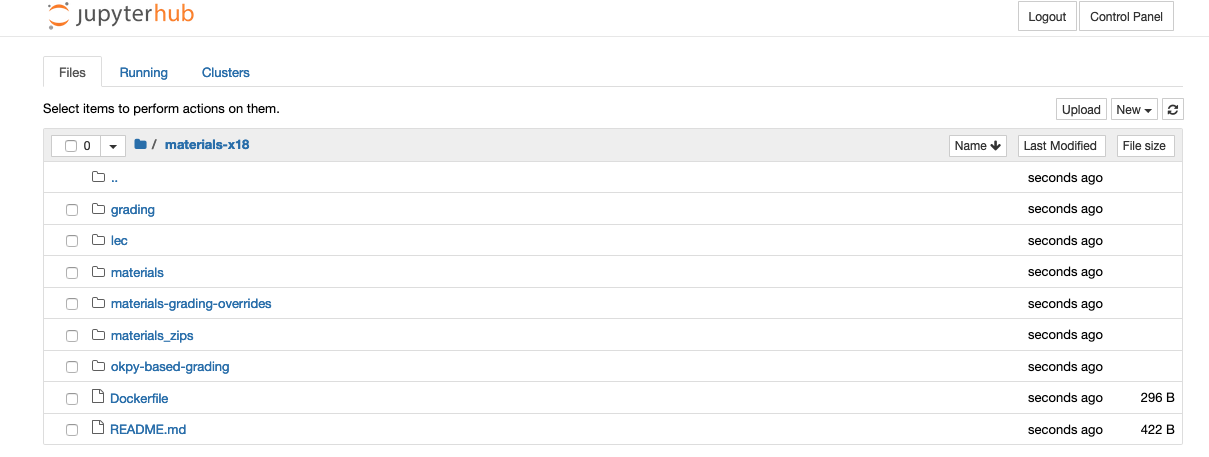 jupyterhub Logout Control Panel
Files Running Clusters
Select items to perform actions on them. Upload New
0 / materials-x18 Name Last Modified File size
.. seconds ago
grading seconds ago
lec seconds ago
materials seconds ago
materials-grading-overrides seconds ago
materials_zips seconds ago
okpy-based-grading seconds ago
Dockerfile seconds ago 296 B
README.md seconds ago 422 B